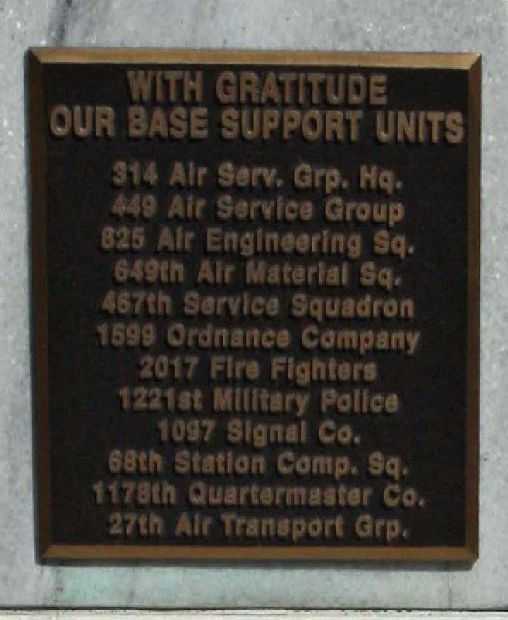 WITH GRATITUDE
OUR BASE SUPPORT UNITS
314 Air Serv. Grp. Hq.
449 Air Service Group
825 Air Engineering Sq.
649th Air Material Sq.
467th Service Squadron
1599 Ordnance Company
2017 Fire Fighters
1221st Military Police
1097 Signal Co.
68th Station Comp. Sq.
1178th Quartermaster Co.
27th Air Transport Grp.